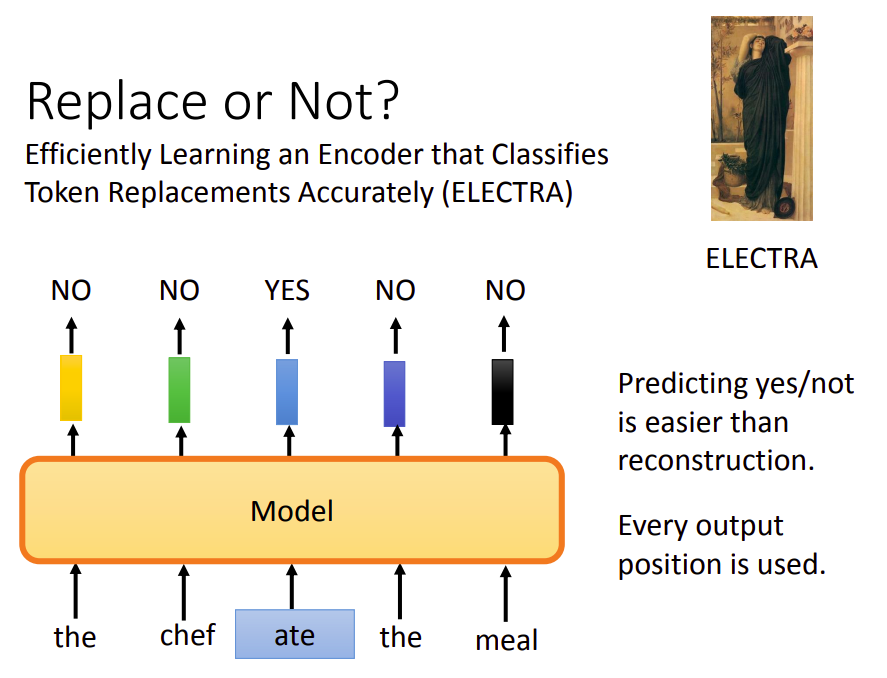 Replace or Not?
Efficiently Learning an Encoder that Classifies
Token Replacements Accurately (ELECTRA)
ELECTRA
NO NO YES NO NO
Predicting yes/not
is easier than
reconstruction.
Model
Every output
position is used.
the chef ate the meal